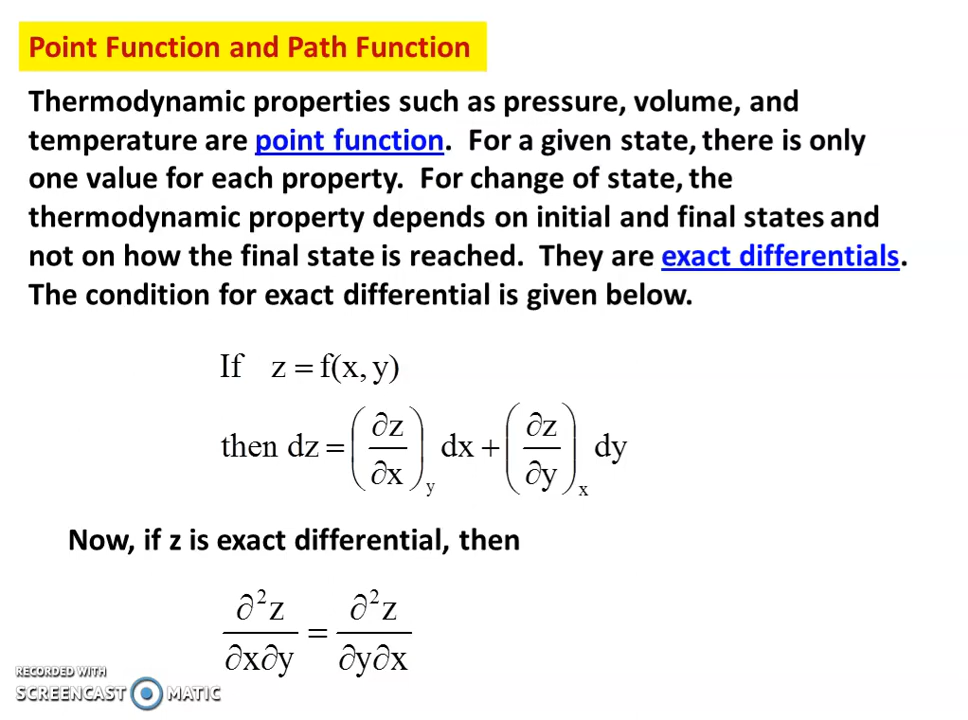 Point Function and Path Function
Thermodynamic properties such as pressure, volume, and
temperature are point function. For a given state, there is only
one value for each property. For change of state, the
thermodynamic property depends on initial and final states and
not on how the final state is reached. They are exact differentials.
The condition for exact differential is given below.
If z = f(x, y)
then dz = (∂z/∂x)_y dx + (∂z/∂y)_x dy
Now, if z is exact differential, then
∂²z/∂x∂y = ∂²z/∂y∂x
RECORDED WITH
SCREENCAST MATIC